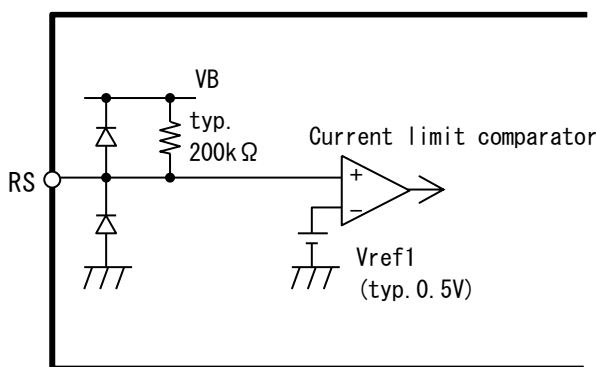 VB
typ.
200kΩ
Current limit comparator
RS
+
−
Vref1
(typ.0.5V)